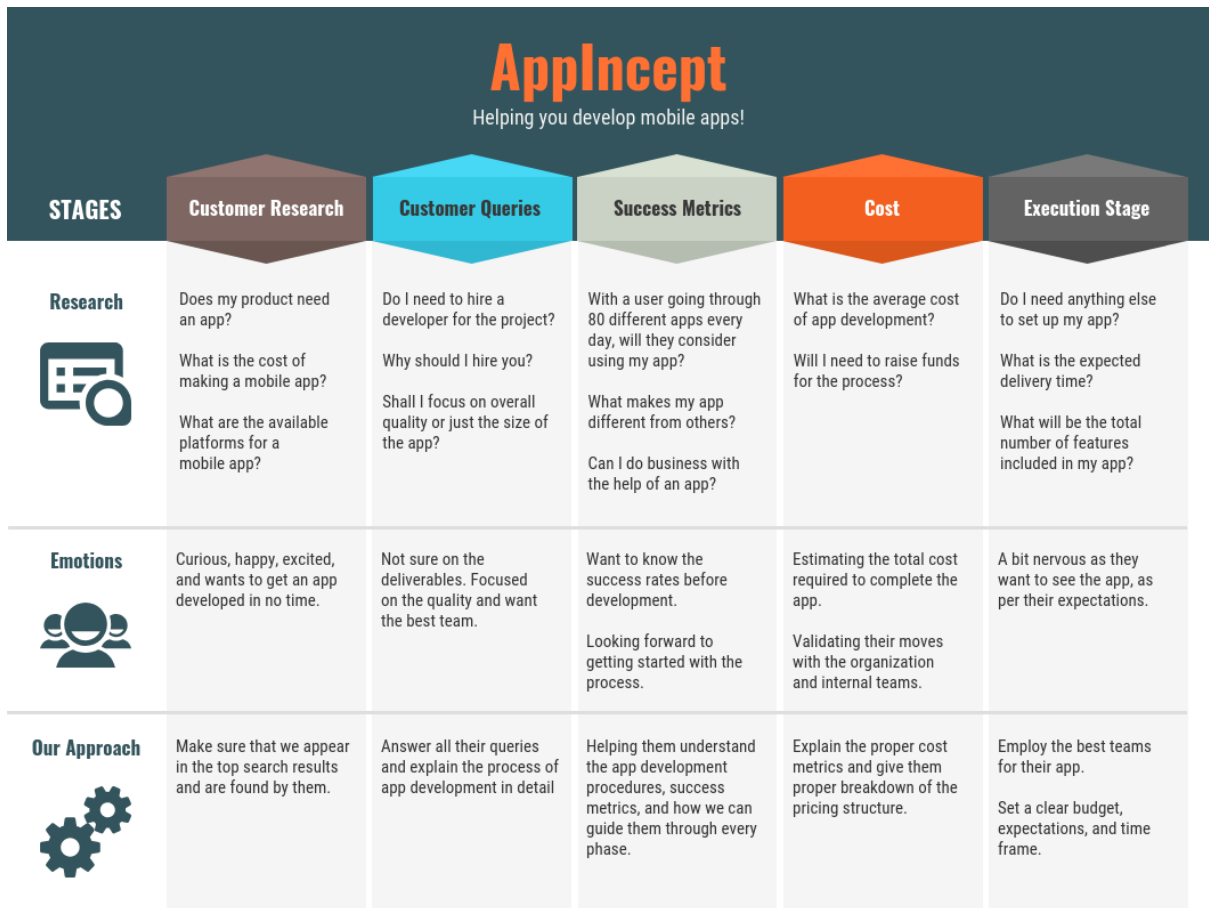 AppIncept
Helping you develop mobile apps!
STAGES
Customer Research
Customer Queries
Success Metrics
Cost
Execution Stage
Research
Does my product need
an app?
What is the cost of
making a mobile app?
What are the available
platforms for a
mobile app?
Do I need to hire a
developer for the project?
Why should I hire you?
Shall I focus on overall
quality or just the size of
the app?
With a user going through
80 different apps every
day, will they consider
using my app?
What makes my app
different from others?
Can I do business with
the help of an app?
What is the average cost
of app development?
Will I need to raise funds
for the process?
Do I need anything else
to set up my app?
What is the expected
delivery time?
What will be the total
number of features
included in my app?
Emotions
Curious, happy, excited,
and wants to get an app
developed in no time.
Not sure on the
deliverables. Focused
on the quality and want
the best team.
Want to know the
success rates before
development.
Looking forward to
getting started with the
process.
Estimating the total cost
required to complete the
app.
Validating their moves
with the organization
and internal teams.
A bit nervous as they
want to see the app, as
per their expectations.
Our Approach
Make sure that we appear
in the top search results
and are found by them.
Answer all their queries
and explain the process of
app development in detail
Helping them understand
the app development
procedures, success
metrics, and how we can
guide them through every
phase.
Explain the proper cost
metrics and give them
proper breakdown of the
pricing structure.
Employ the best teams
for their app.
Set a clear budget,
expectations, and time
frame.